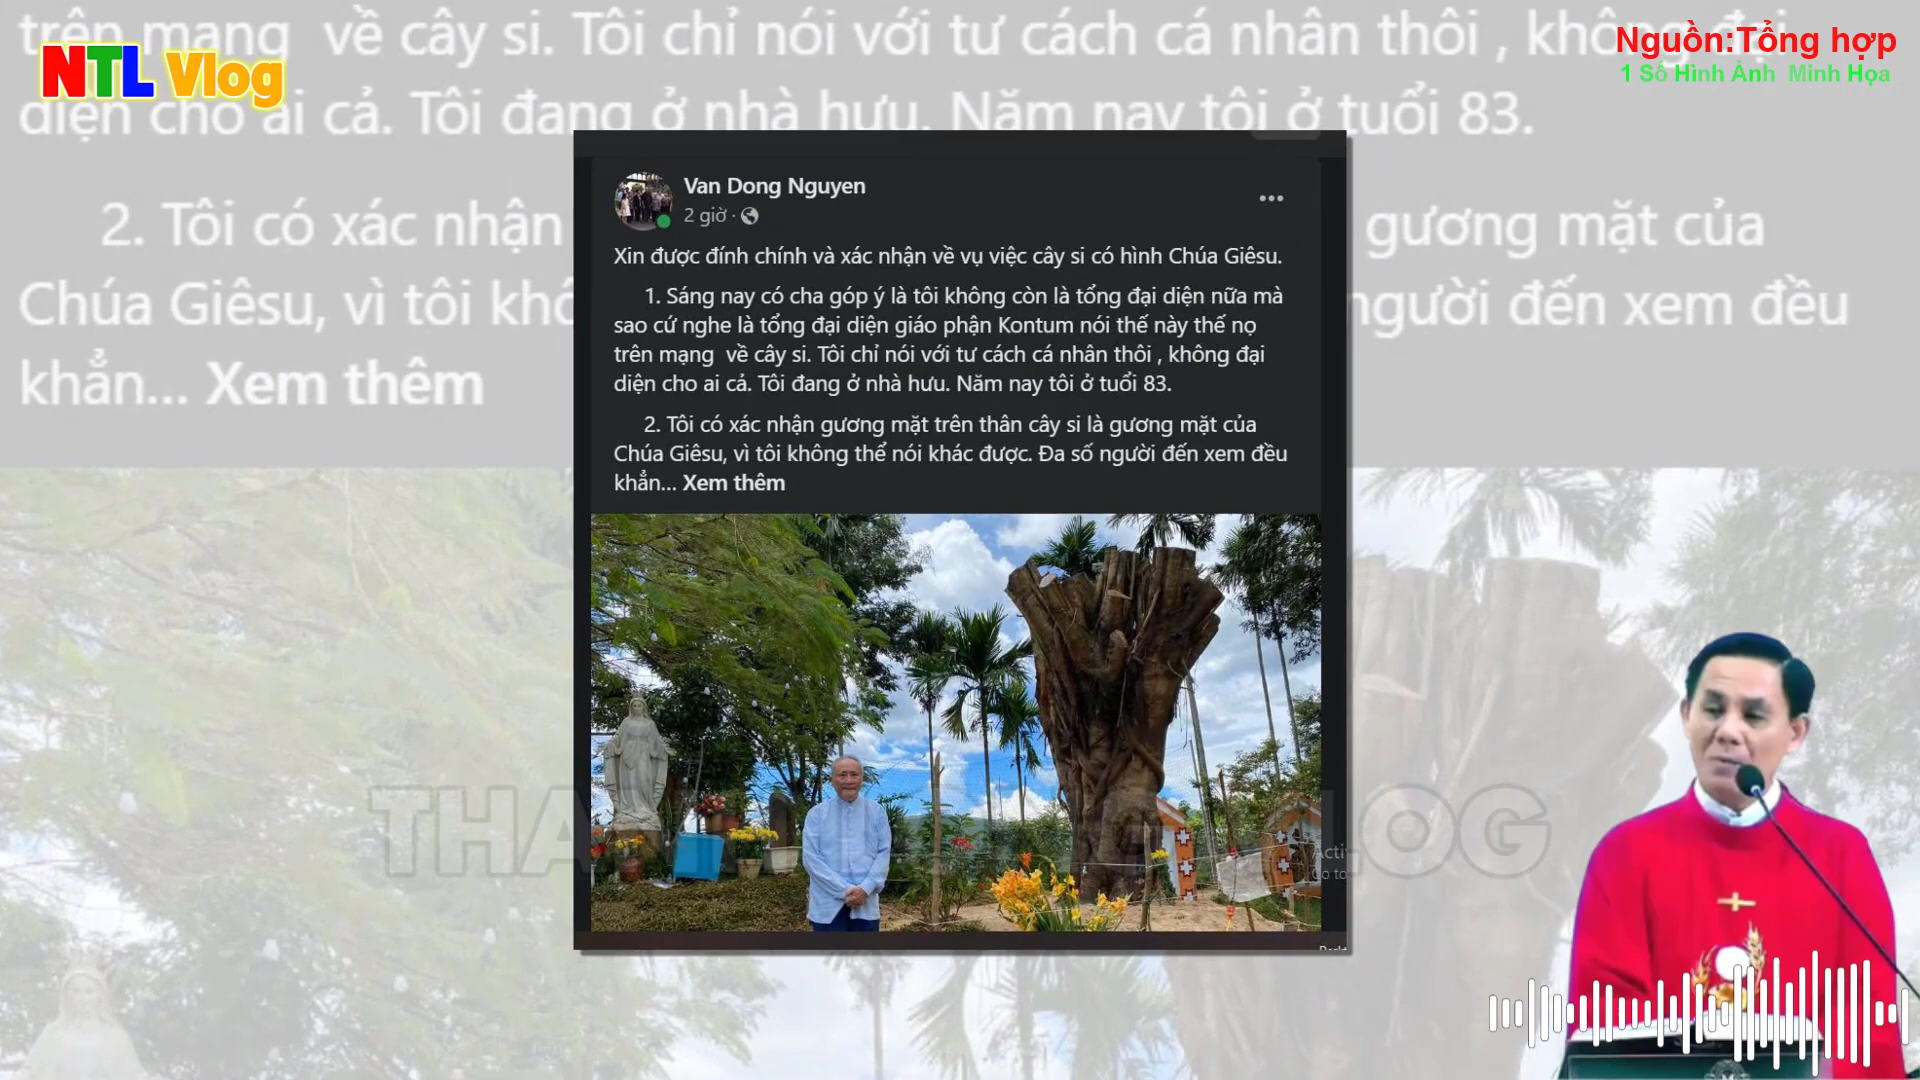 trên mạng  về cây si. Tôi chỉ nói với tư cách cá nhân thôi , không đại
NTL Vlog
Nguồn:Tổng hợp
1 Số Hình Ảnh  Minh Họa
diện cho ai cả. Tôi đang ở nhà hưu. Năm nay tôi ở tuổi 83.
2. Tôi có xác nhận
gương mặt của
Chúa Giêsu, vì tôi
người đến xem đều
khẳn... Xem thêm
Van Dong Nguyen
2 giờ ·
Xin được đính chính và xác nhận về vụ việc cây si có hình Chúa Giêsu.
1. Sáng nay có cha góp ý là tôi không còn là tổng đại diện nữa mà
sao cứ nghe là tổng đại diện giáo phận Kontum nói thế này thế nọ
trên mạng  về cây si. Tôi chỉ nói với tư cách cá nhân thôi , không đại
diện cho ai cả. Tôi đang ở nhà hưu. Năm nay tôi ở tuổi 83.
2. Tôi có xác nhận gương mặt trên thân cây si là gương mặt của
Chúa Giêsu, vì tôi không thể nói khác được. Đa số người đến xem đều
khẳn... Xem thêm